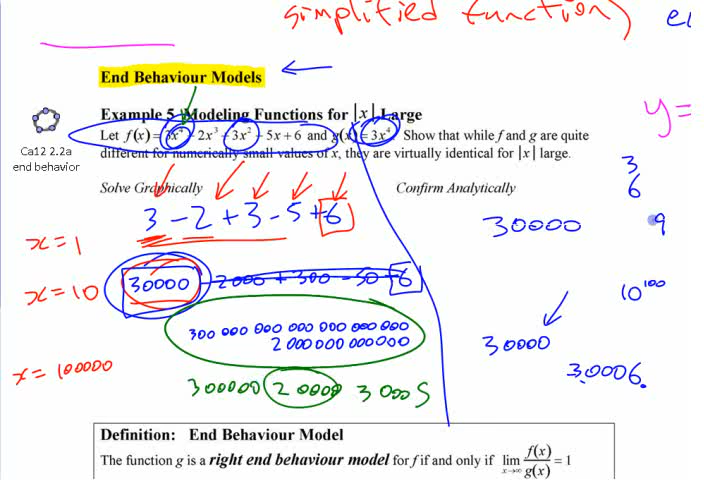 simplified function)
End Behaviour Models
Example 5 Modeling Functions for |x| Large
Let f(x) = 3x⁴ - 2x³ + 3x² - 5x + 6 and g(x) = 3x⁴. Show that while f and g are quite
different for numerically small values of x, they are virtually identical for |x| large.
Ca12 2.2a
end behavior
Solve Graphically
Confirm Analytically
y=
3
6
9
3 - 2 + 3 - 5 + 6
30000
x = 1
x = 10
30000 - 2000 + 300 - 50 + 6
10¹⁰⁰
300 000 000 000 000 000 000
2 000 000 000 000
30000
x = 100000
30006.
300000 20000 3000 5
Definition: End Behaviour Model
The function g is a right end behaviour model for f if and only if lim x→∞ f(x)/g(x) = 1